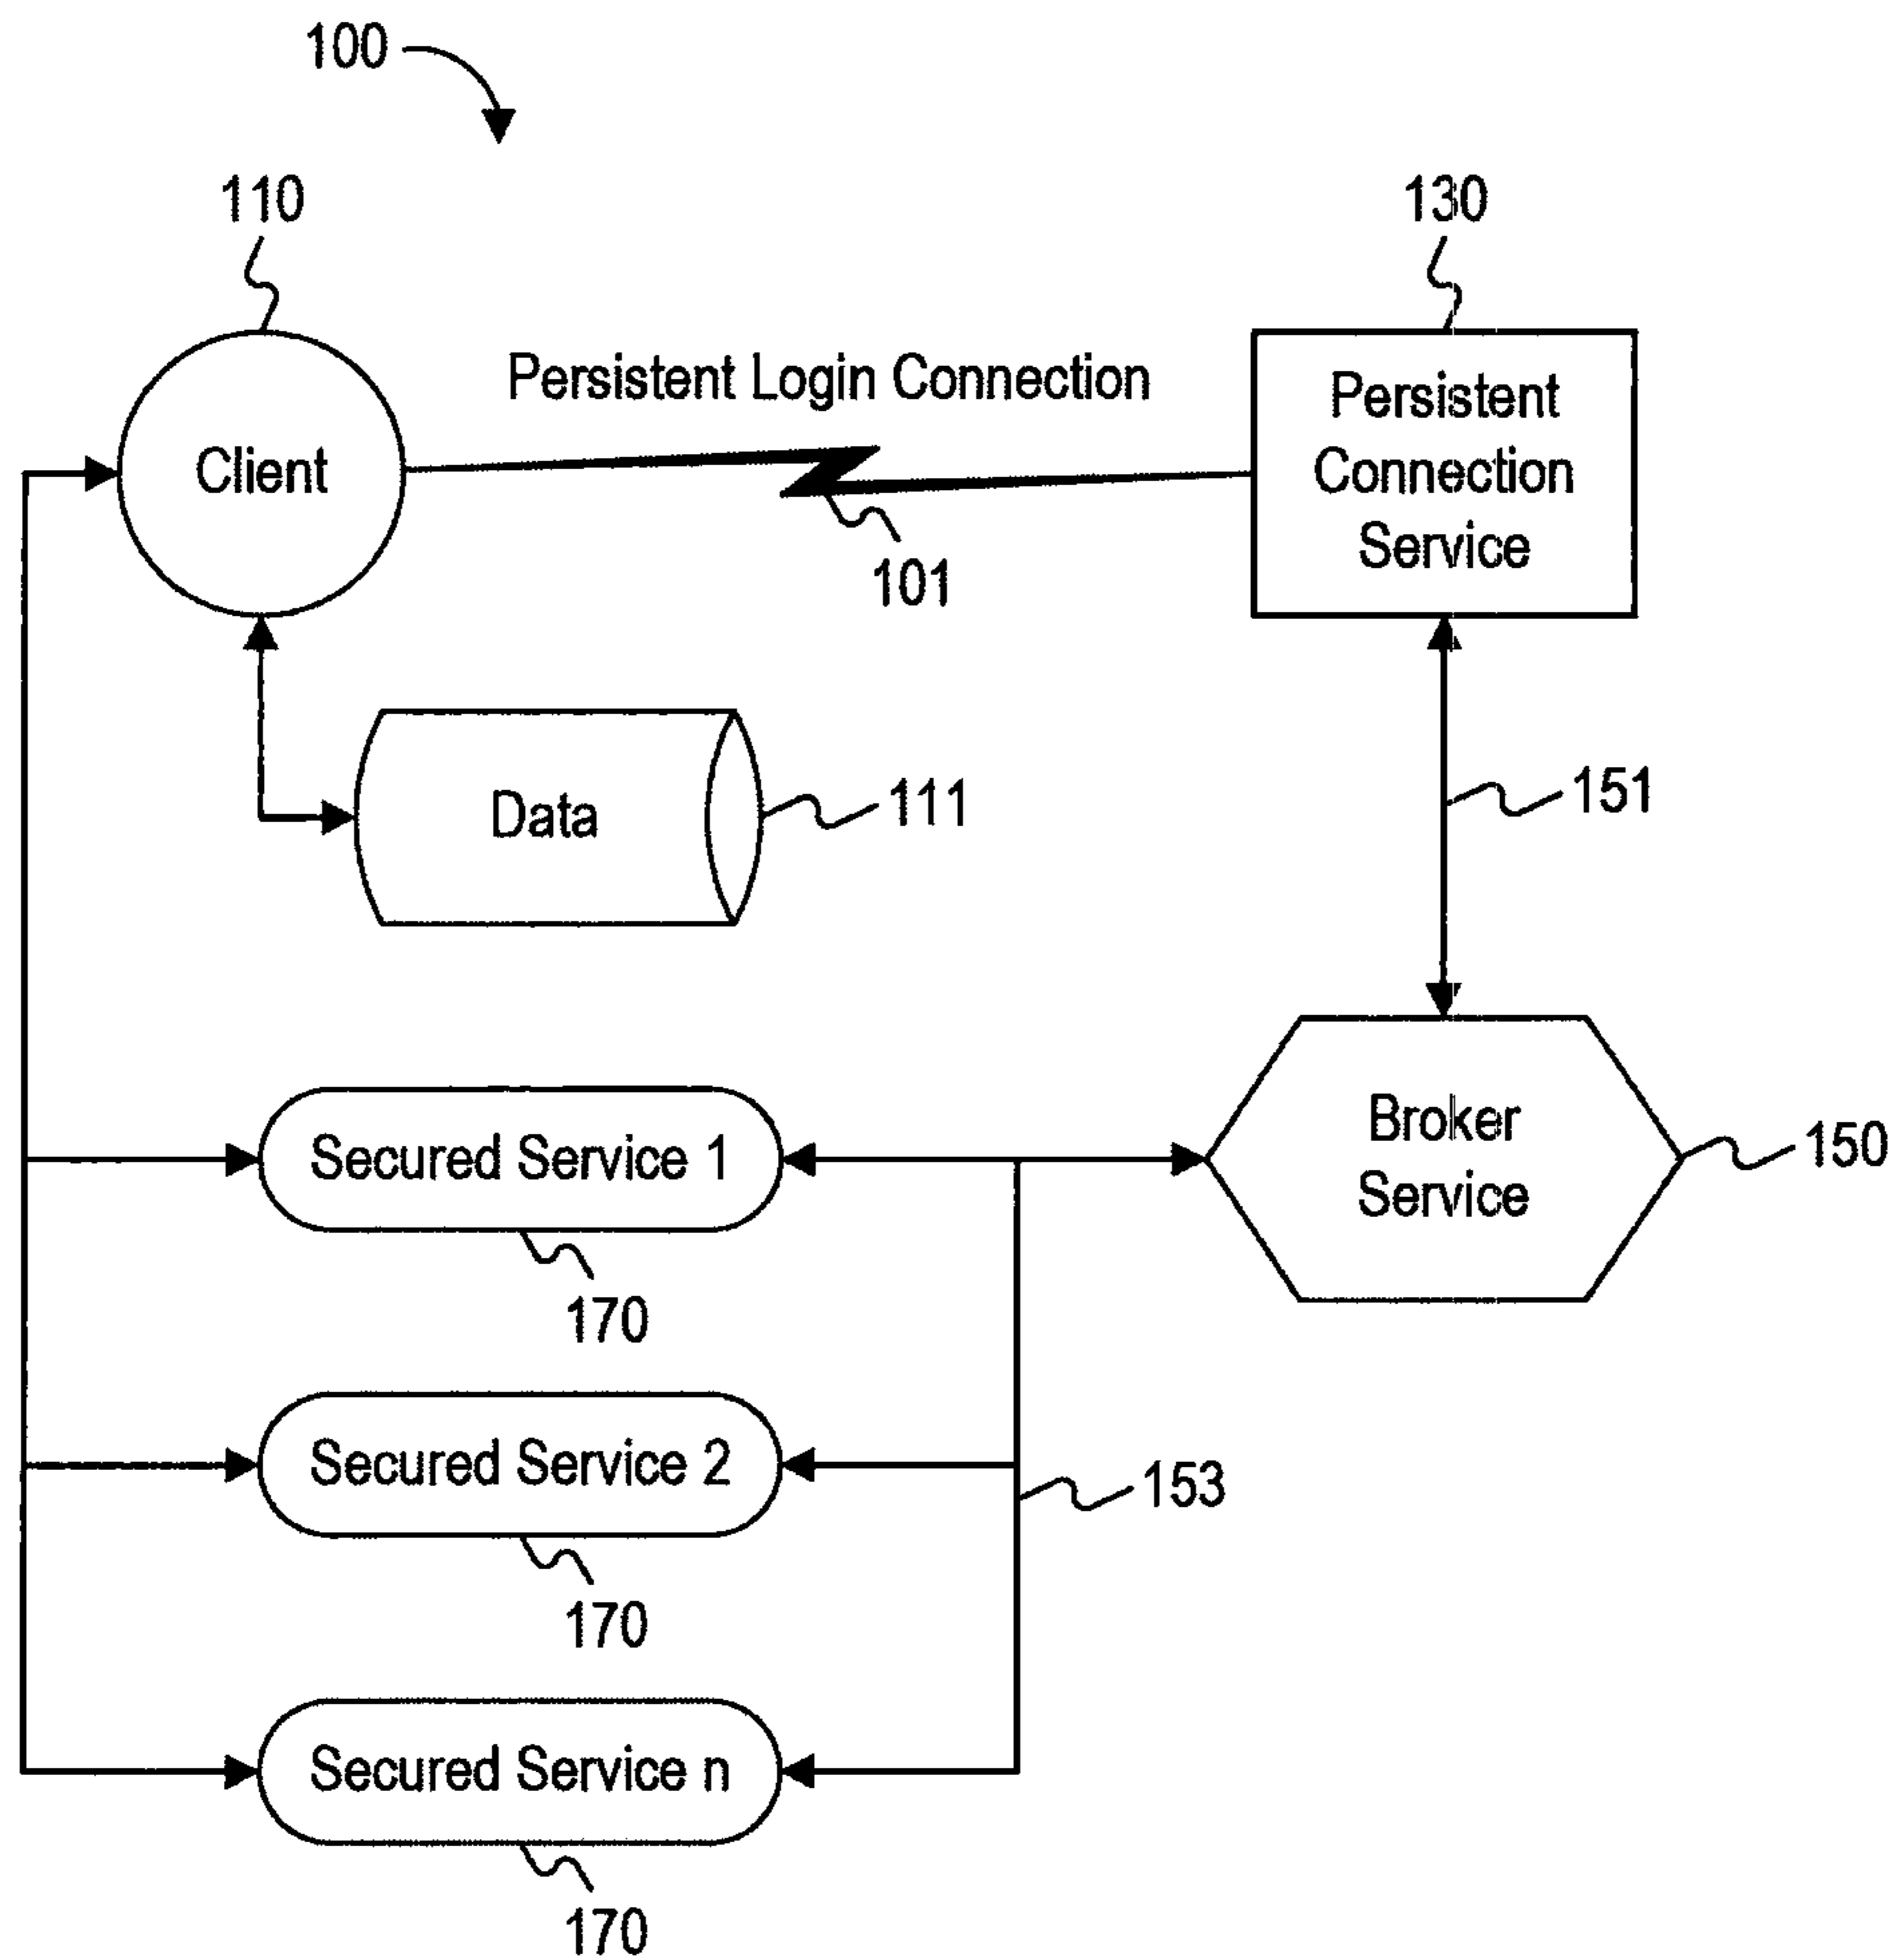 100
110
130
Persistent Login Connection
Persistent
Connection
Service
Client
101
Data
111
151
Broker
Service
150
Secured Service 1
170
Secured Service 2
153
170
Secured Service n
170